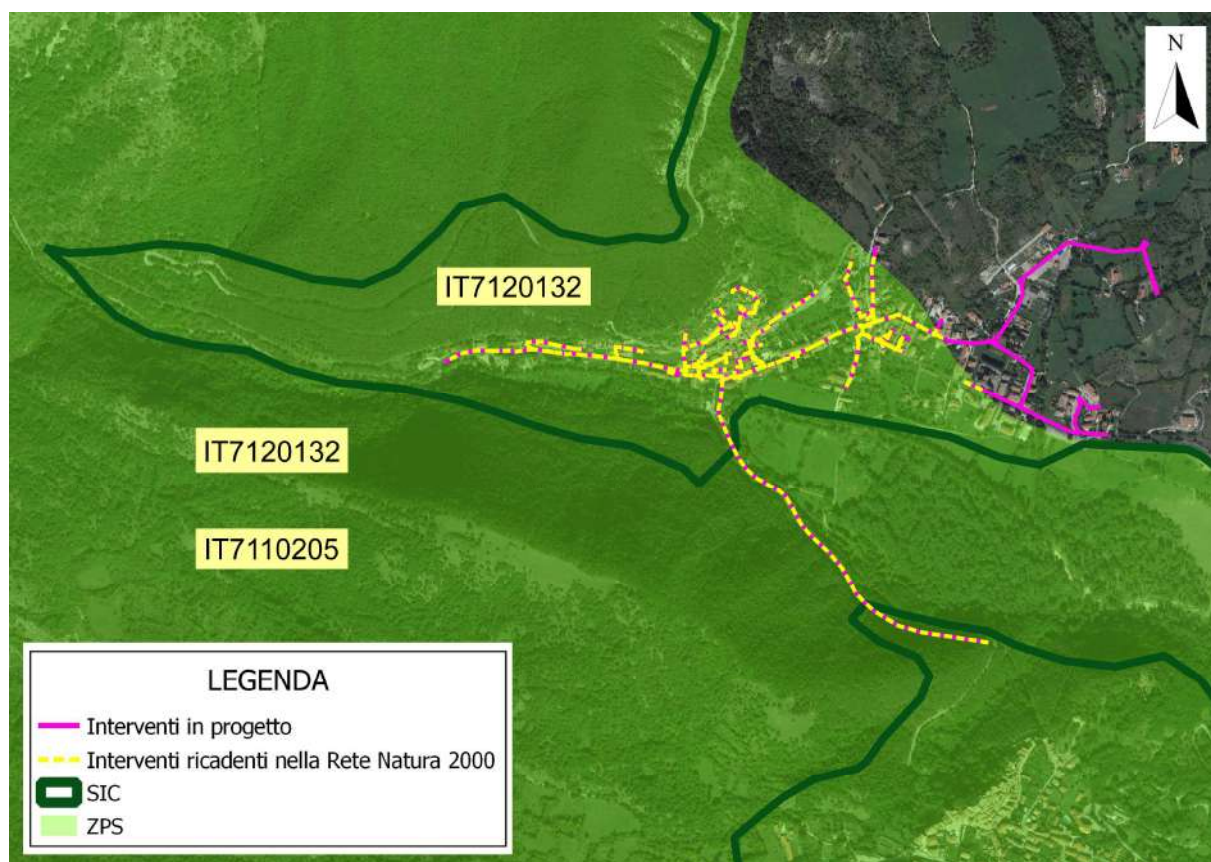 N
IT7120132
IT7120132
IT7110205
LEGENDA
Interventi in progetto
Interventi ricadenti nella Rete Natura 2000
SIC
ZPS